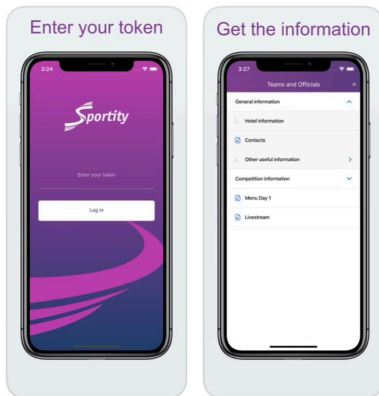 Enter your token
3:24
Sportity
Enter your token
Log in
Get the information
3:27
Teams and Officials
General information
Hotel information
Contacts
Other useful information
Competition information
Menu Day 1
Livestream